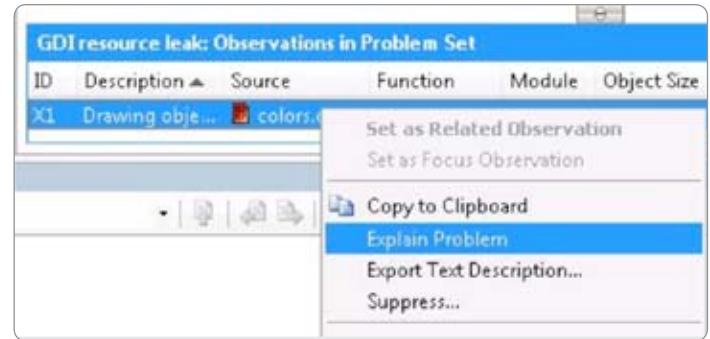 GDI resource leak: Observations in Problem Set
ID Description Source Function Module Object Size
X1 Drawing obje... colors.
Set as Related Observation
Set as Focus Observation
Copy to Clipboard
Explain Problem
Export Text Description...
Suppress...